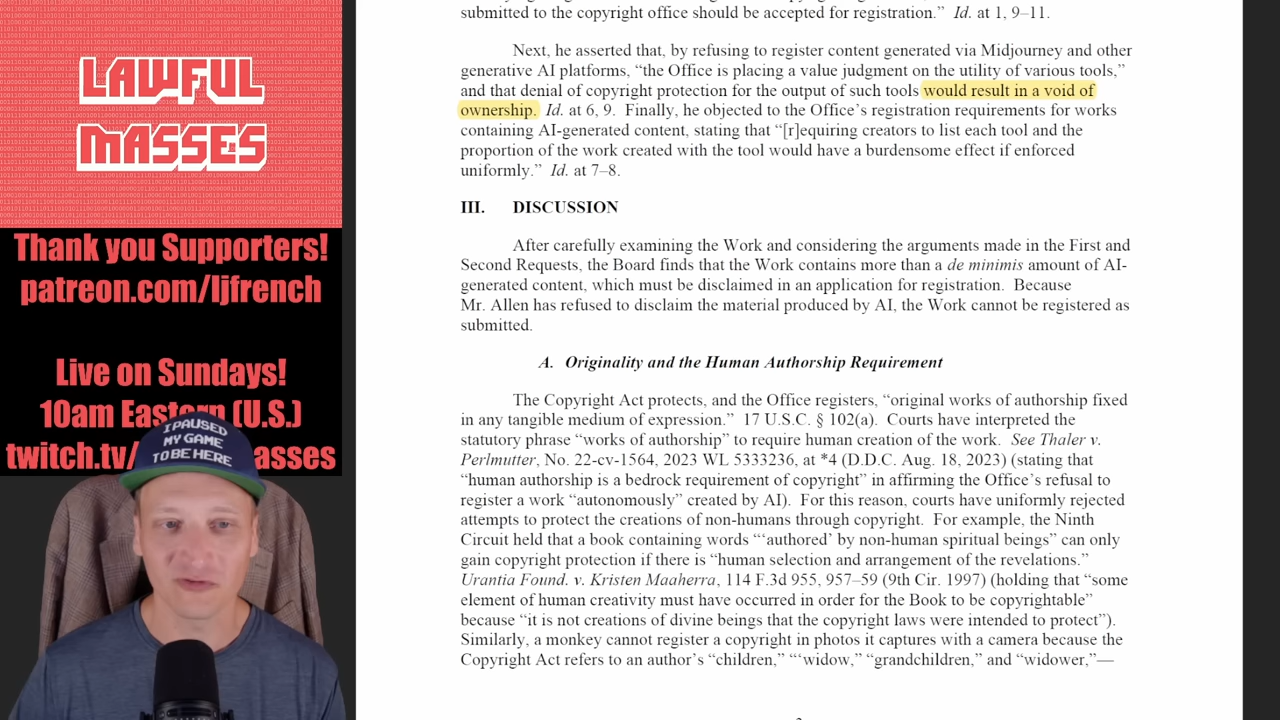 LAWFUL
MASSES
Thank you Supporters!
patreon.com/ljfrench
Live on Sundays!
10am Eastern (U.S.)
twitch.tv/ asses
I PAUSED
MY GAME
TO BE HERE
submitted to the copyright office should be accepted for registration.” Id. at 1, 9–11.
Next, he asserted that, by refusing to register content generated via Midjourney and other
generative AI platforms, “the Office is placing a value judgment on the utility of various tools,”
and that denial of copyright protection for the output of such tools would result in a void of
ownership. Id. at 6, 9. Finally, he objected to the Office’s registration requirements for works
containing AI-generated content, stating that “[r]equiring creators to list each tool and the
proportion of the work created with the tool would have a burdensome effect if enforced
uniformly.” Id. at 7–8.
III. DISCUSSION
After carefully examining the Work and considering the arguments made in the First and
Second Requests, the Board finds that the Work contains more than a de minimis amount of AI-
generated content, which must be disclaimed in an application for registration. Because
Mr. Allen has refused to disclaim the material produced by AI, the Work cannot be registered as
submitted.
A. Originality and the Human Authorship Requirement
The Copyright Act protects, and the Office registers, “original works of authorship fixed
in any tangible medium of expression.” 17 U.S.C. § 102(a). Courts have interpreted the
statutory phrase “works of authorship” to require human creation of the work. See Thaler v.
Perlmutter, No. 22-cv-1564, 2023 WL 5333236, at *4 (D.D.C. Aug. 18, 2023) (stating that
“human authorship is a bedrock requirement of copyright” in affirming the Office’s refusal to
register a work “autonomously” created by AI). For this reason, courts have uniformly rejected
attempts to protect the creations of non-humans through copyright. For example, the Ninth
Circuit held that a book containing words “‘authored’ by non-human spiritual beings” can only
gain copyright protection if there is “human selection and arrangement of the revelations.”
Urantia Found. v. Kristen Maaherra, 114 F.3d 955, 957–59 (9th Cir. 1997) (holding that “some
element of human creativity must have occurred in order for the Book to be copyrightable”
because “it is not creations of divine beings that the copyright laws were intended to protect”).
Similarly, a monkey cannot register a copyright in photos it captures with a camera because the
Copyright Act refers to an author’s “children,” “‘widow,” “grandchildren,” and “widower,”—